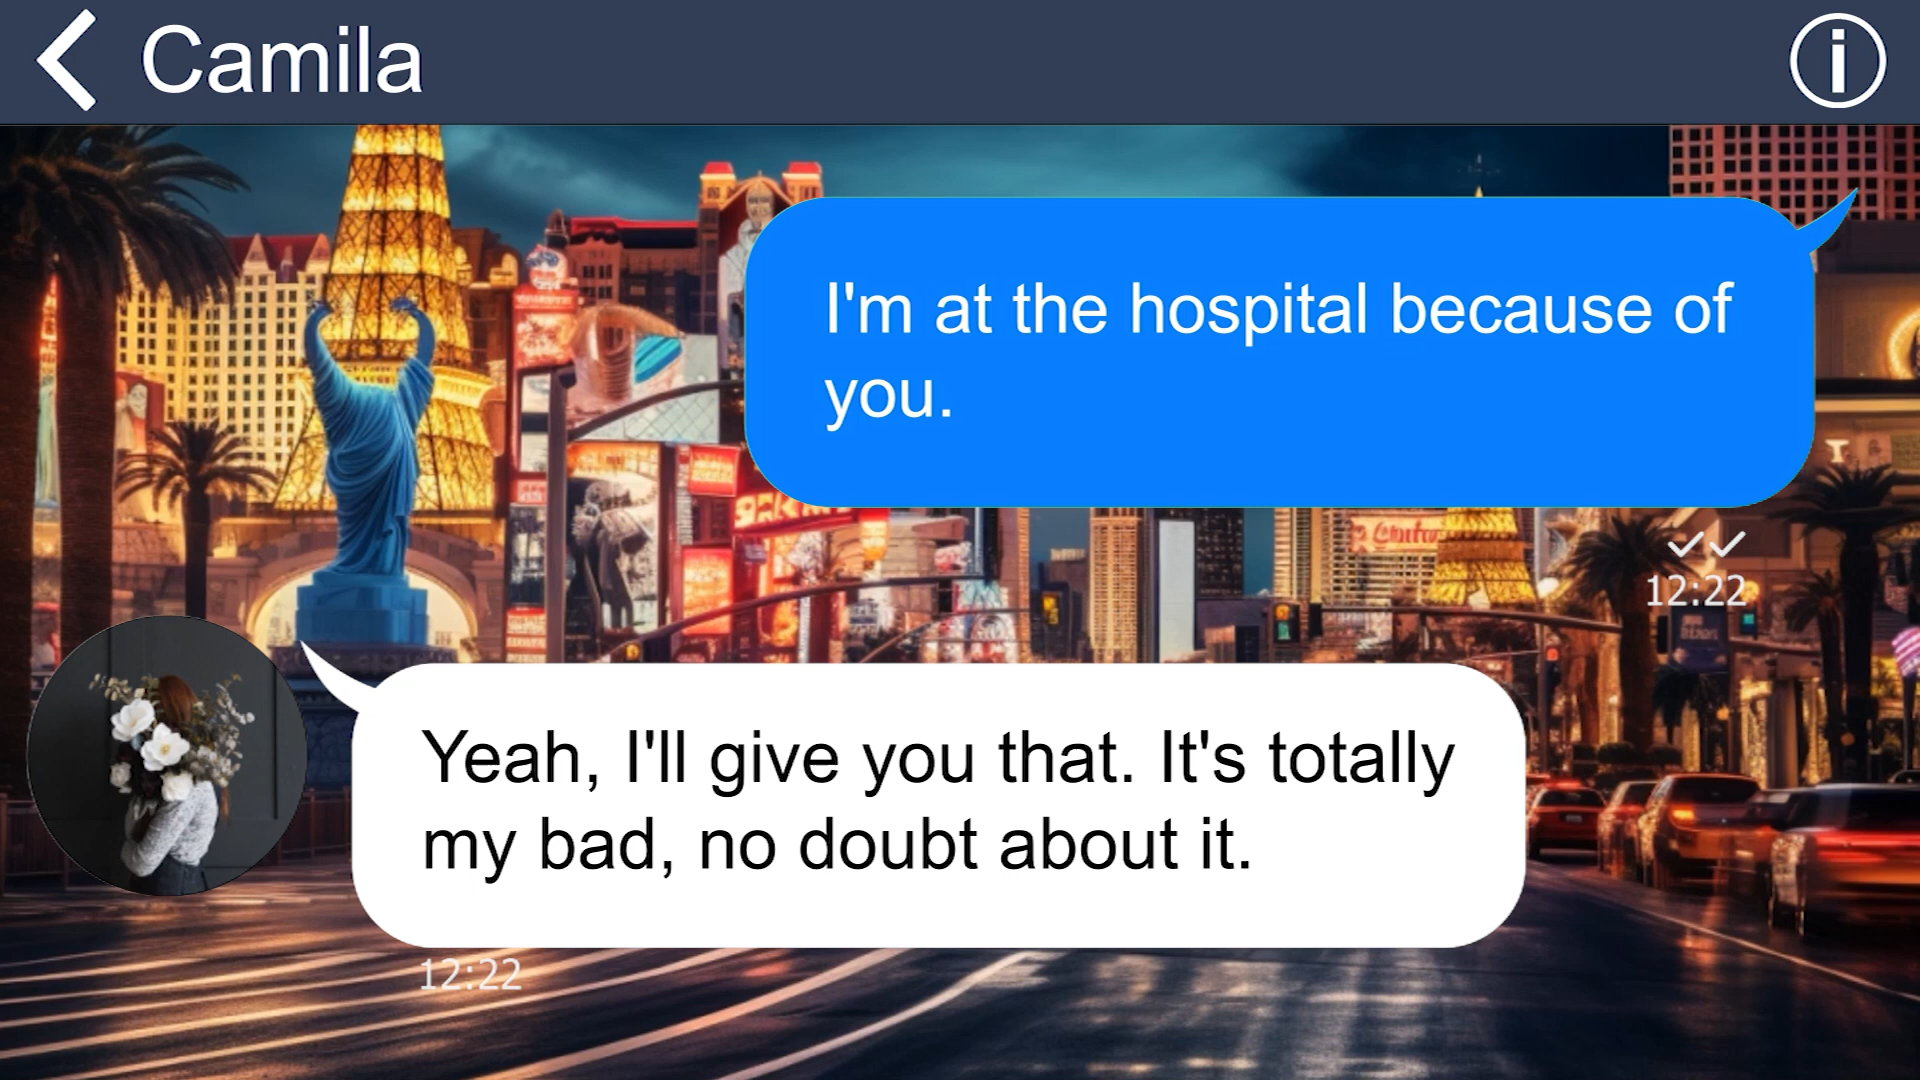 Camila
I'm at the hospital because of
you.
12:22
Yeah, I'll give you that. It's totally
my bad, no doubt about it.
12:22